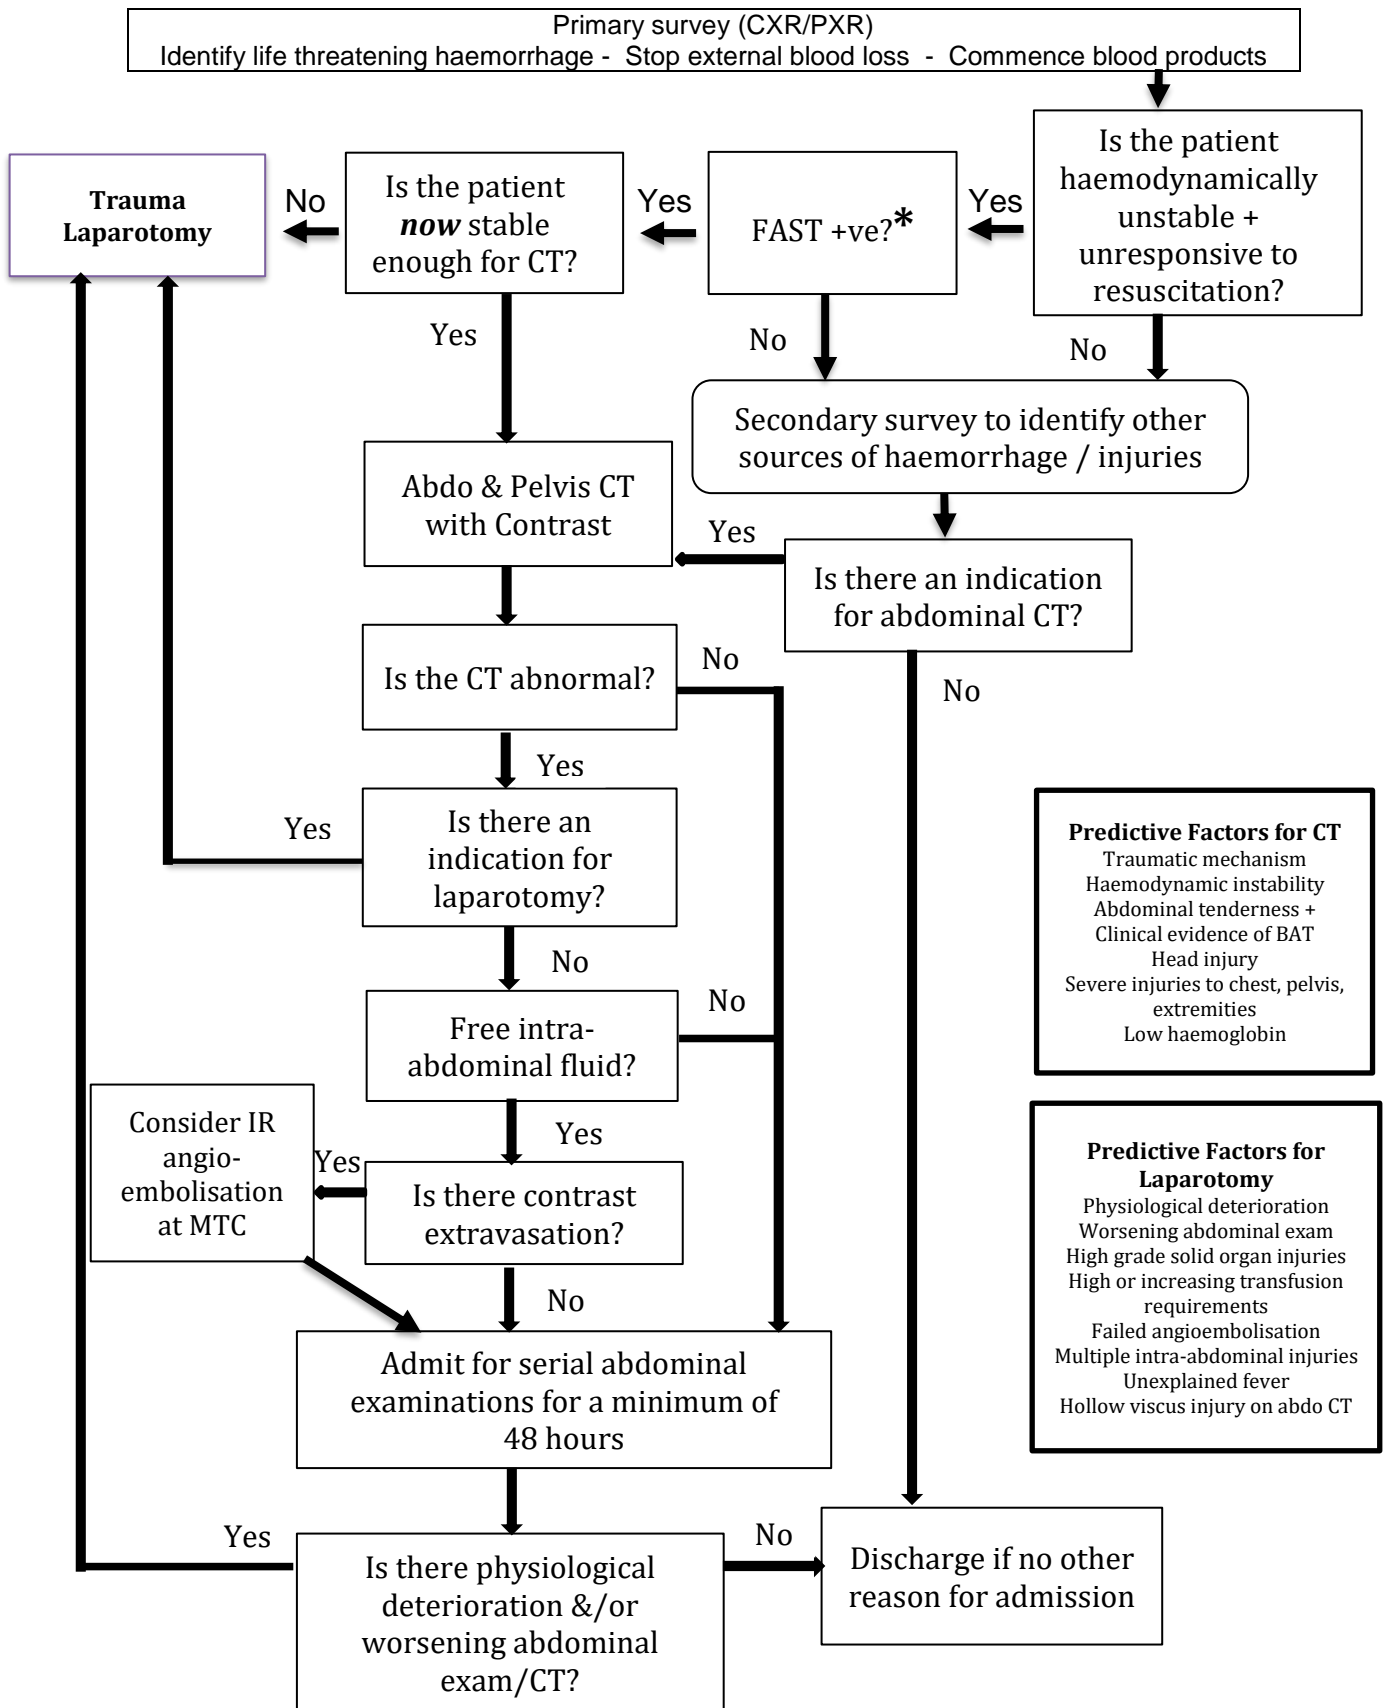 Primary survey (CXR/PXR)
Identify life threatening haemorrhage - Stop external blood loss - Commence blood products
Is the patient
haemodynamically
unstable +
unresponsive to
resuscitation?
Yes
No
FAST +ve?*
Yes
No
Is the patient
now stable
enough for CT?
No
Yes
Trauma
Laparotomy
Secondary survey to identify other
sources of haemorrhage / injuries
Is there an indication
for abdominal CT?
Yes
No
Abdo & Pelvis CT
with Contrast
Is the CT abnormal?
No
Yes
Is there an
indication for
laparotomy?
Yes
No
Free intra-
abdominal fluid?
No
Yes
Is there contrast
extravasation?
Yes
No
Consider IR
angio-
embolisation
at MTC
Admit for serial abdominal
examinations for a minimum of
48 hours
Is there physiological
deterioration &/or
worsening abdominal
exam/CT?
Yes
No
Discharge if no other
reason for admission
Predictive Factors for CT
Traumatic mechanism
Haemodynamic instability
Abdominal tenderness +
Clinical evidence of BAT
Head injury
Severe injuries to chest, pelvis,
extremities
Low haemoglobin
Predictive Factors for
Laparotomy
Physiological deterioration
Worsening abdominal exam
High grade solid organ injuries
High or increasing transfusion
requirements
Failed angioembolisation
Multiple intra-abdominal injuries
Unexplained fever
Hollow viscus injury on abdo CT